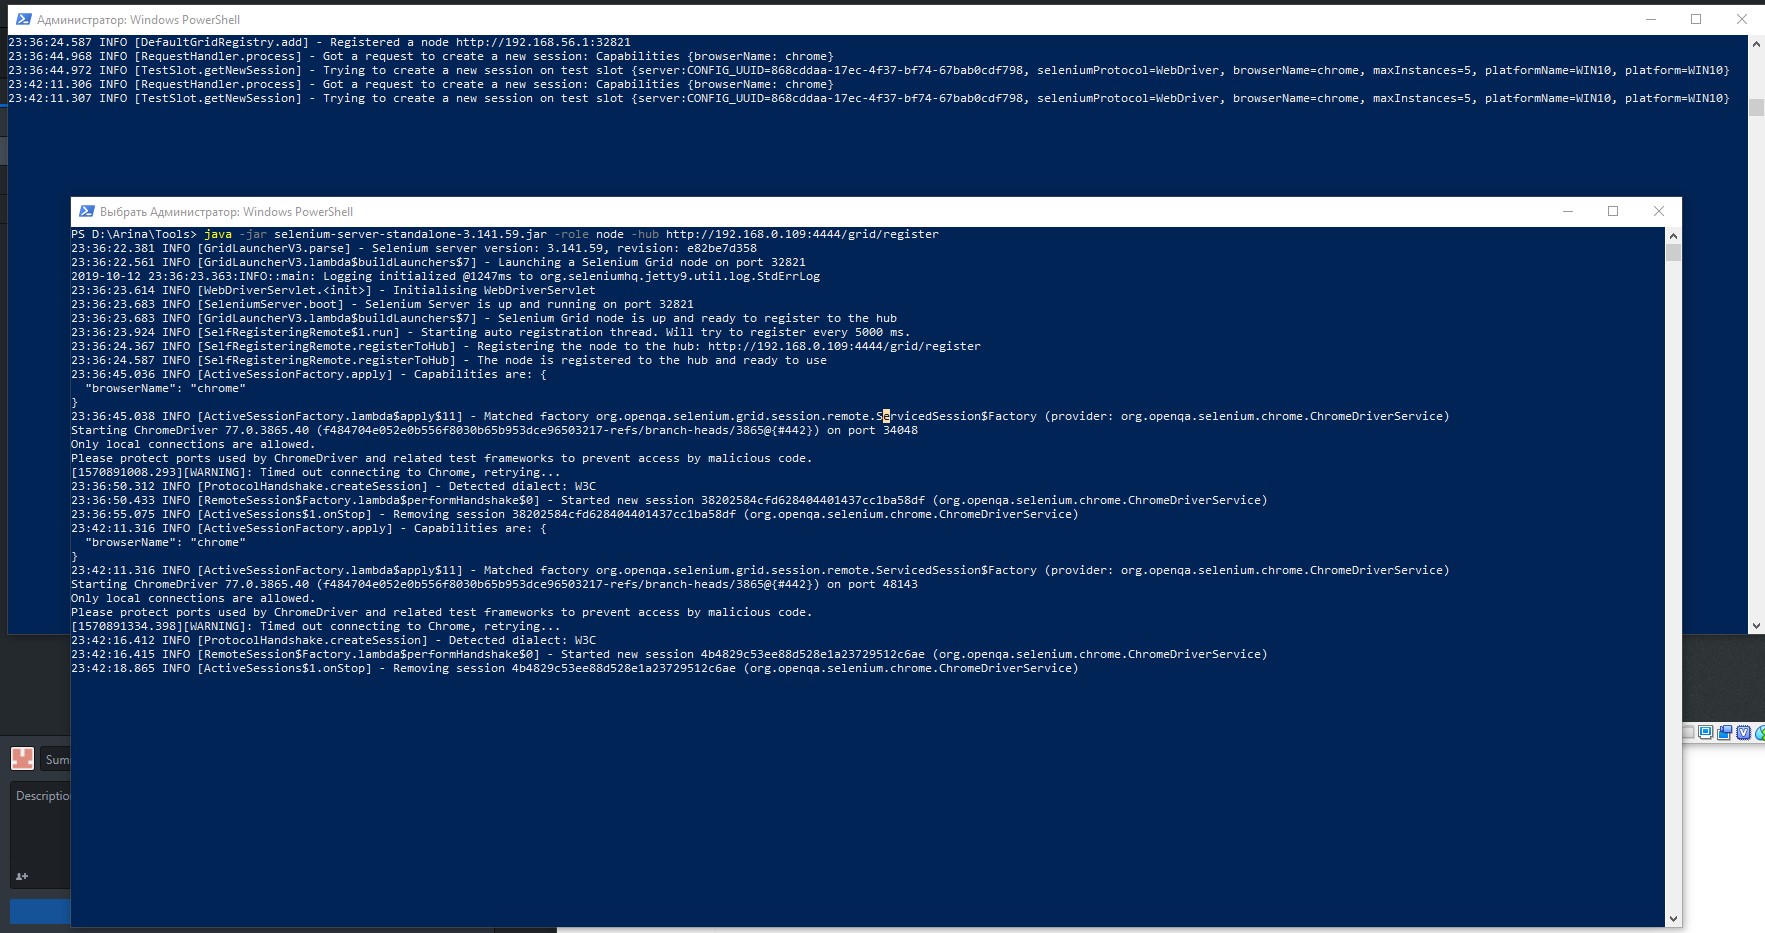 Администратор: Windows PowerShell
23:36:24.587 INFO [DefaultGridRegistry.add] - Registered a node http://192.168.56.1:32821
23:36:44.968 INFO [RequestHandler.process] - Got a request to create a new session: Capabilities {browserName: chrome}
23:36:44.972 INFO [TestSlot.getNewSession] - Trying to create a new session on test slot {server:CONFIG_UUID=868cddaa-17ec-4f37-bf74-67bab0cdf798, seleniumProtocol=WebDriver, browserName=chrome, maxInstances=5, platformName=WIN10, platform=WIN10}
23:42:11.306 INFO [RequestHandler.process] - Got a request to create a new session: Capabilities {browserName: chrome}
23:42:11.307 INFO [TestSlot.getNewSession] - Trying to create a new session on test slot {server:CONFIG_UUID=868cddaa-17ec-4f37-bf74-67bab0cdf798, seleniumProtocol=WebDriver, browserName=chrome, maxInstances=5, platformName=WIN10, platform=WIN10}
Выбрать Администратор: Windows PowerShell
PS D:\Arina\Tools> java -jar selenium-server-standalone-3.141.59.jar -role node -hub http://192.168.0.109:4444/grid/register
23:36:22.381 INFO [GridLauncherV3.parse] - Selenium server version: 3.141.59, revision: e82be7d358
23:36:22.561 INFO [GridLauncherV3.lambda$buildLaunchers$7] - Launching a Selenium Grid node on port 32821
2019-10-12 23:36:23.363:INFO::main: Logging initialized @1247ms to org.seleniumhq.jetty9.util.log.StdErrLog
23:36:23.614 INFO [WebDriverServlet.<init>] - Initialising WebDriverServlet
23:36:23.683 INFO [SeleniumServer.boot] - Selenium Server is up and running on port 32821
23:36:23.683 INFO [GridLauncherV3.lambda$buildLaunchers$7] - Selenium Grid node is up and ready to register to the hub
23:36:23.924 INFO [SelfRegisteringRemote$1.run] - Starting auto registration thread. Will try to register every 5000 ms.
23:36:24.367 INFO [SelfRegisteringRemote.registerToHub] - Registering the node to the hub: http://192.168.0.109:4444/grid/register
23:36:24.587 INFO [SelfRegisteringRemote.registerToHub] - The node is registered to the hub and ready to use
23:36:45.036 INFO [ActiveSessionFactory.apply] - Capabilities are: {
"browserName": "chrome"
}
23:36:45.038 INFO [ActiveSessionFactory.lambda$apply$11] - Matched factory org.openqa.selenium.grid.session.remote.ServicedSession$Factory (provider: org.openqa.selenium.chrome.ChromeDriverService)
Starting ChromeDriver 77.0.3865.40 (f484704e052e0b556f8030b65b953dce96503217-refs/branch-heads/3865@{#442}) on port 34048
Only local connections are allowed.
Please protect ports used by ChromeDriver and related test frameworks to prevent access by malicious code.
[1570891008.293][WARNING]: Timed out connecting to Chrome, retrying...
23:36:50.312 INFO [ProtocolHandshake.createSession] - Detected dialect: W3C
23:36:50.433 INFO [RemoteSession$Factory.lambda$performHandshake$0] - Started new session 38202584cfd628404401437cc1ba58df (org.openqa.selenium.chrome.ChromeDriverService)
23:36:55.075 INFO [ActiveSessions$1.onStop] - Removing session 38202584cfd628404401437cc1ba58df (org.openqa.selenium.chrome.ChromeDriverService)
23:42:11.316 INFO [ActiveSessionFactory.apply] - Capabilities are: {
"browserName": "chrome"
}
23:42:11.316 INFO [ActiveSessionFactory.lambda$apply$11] - Matched factory org.openqa.selenium.grid.session.remote.ServicedSession$Factory (provider: org.openqa.selenium.chrome.ChromeDriverService)
Starting ChromeDriver 77.0.3865.40 (f484704e052e0b556f8030b65b953dce96503217-refs/branch-heads/3865@{#442}) on port 48143
Only local connections are allowed.
Please protect ports used by ChromeDriver and related test frameworks to prevent access by malicious code.
[1570891334.398][WARNING]: Timed out connecting to Chrome, retrying...
23:42:16.412 INFO [ProtocolHandshake.createSession] - Detected dialect: W3C
23:42:16.415 INFO [RemoteSession$Factory.lambda$performHandshake$0] - Started new session 4b4829c53ee88d528e1a23729512c6ae (org.openqa.selenium.chrome.ChromeDriverService)
23:42:18.865 INFO [ActiveSessions$1.onStop] - Removing session 4b4829c53ee88d528e1a23729512c6ae (org.openqa.selenium.chrome.ChromeDriverService)
Sum
Descriptio